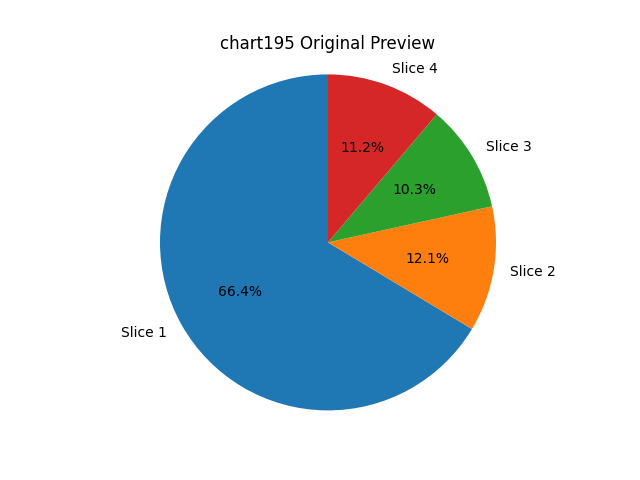 chart195 Original Preview
Slice 4
11.2%
Slice 3
10.3%
12.1%
Slice 2
66.4%
Slice 1